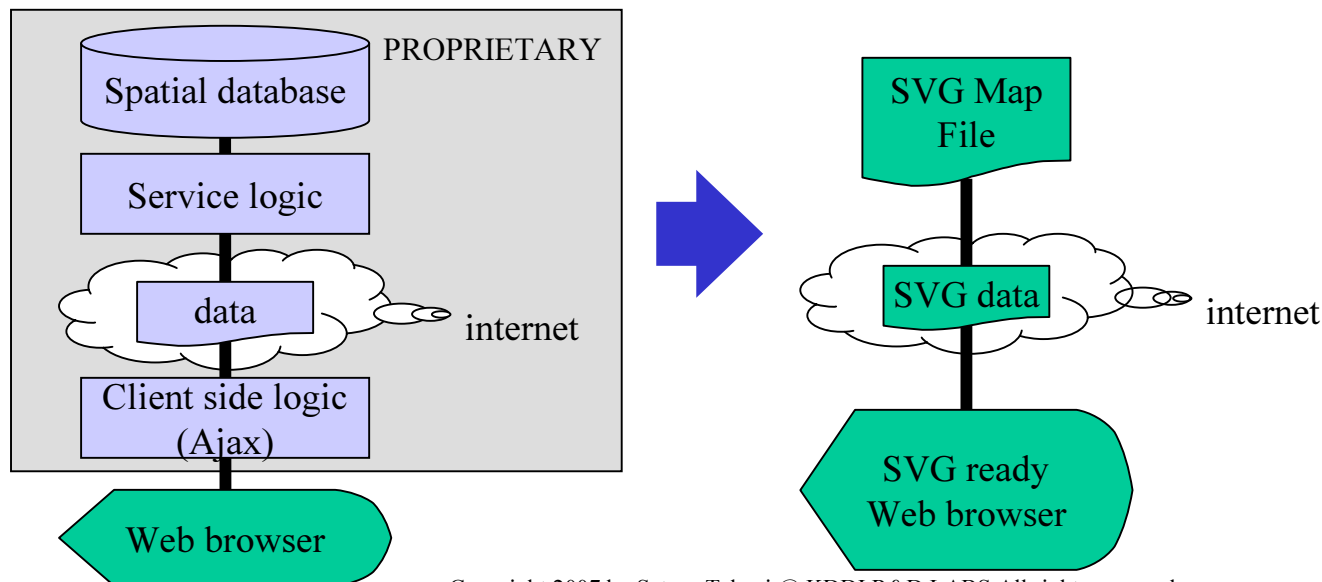 PROPRIETARY
Spatial database
Service logic
data
internet
Client side logic
(Ajax)
Web browser
SVG Map
File
SVG data
internet
SVG ready
Web browser